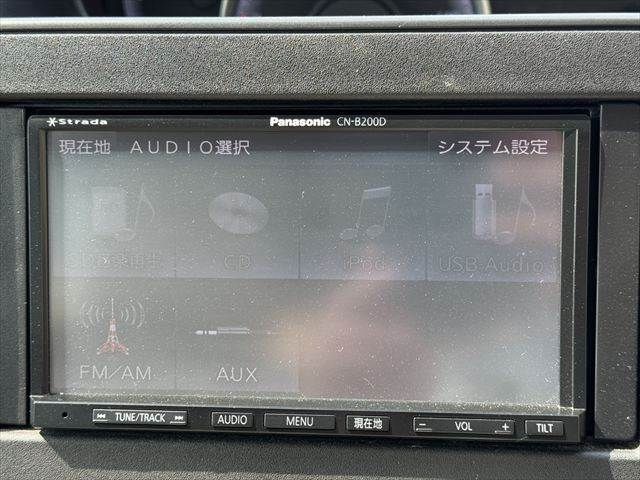 Strada Panasonic CN-B200D
現在地 AUDIO選択 システム設定
CD iPod USB Audio
FM/AM AUX
TUNE/TRACK AUDIO MENU 現在地 － VOL ＋ TILT